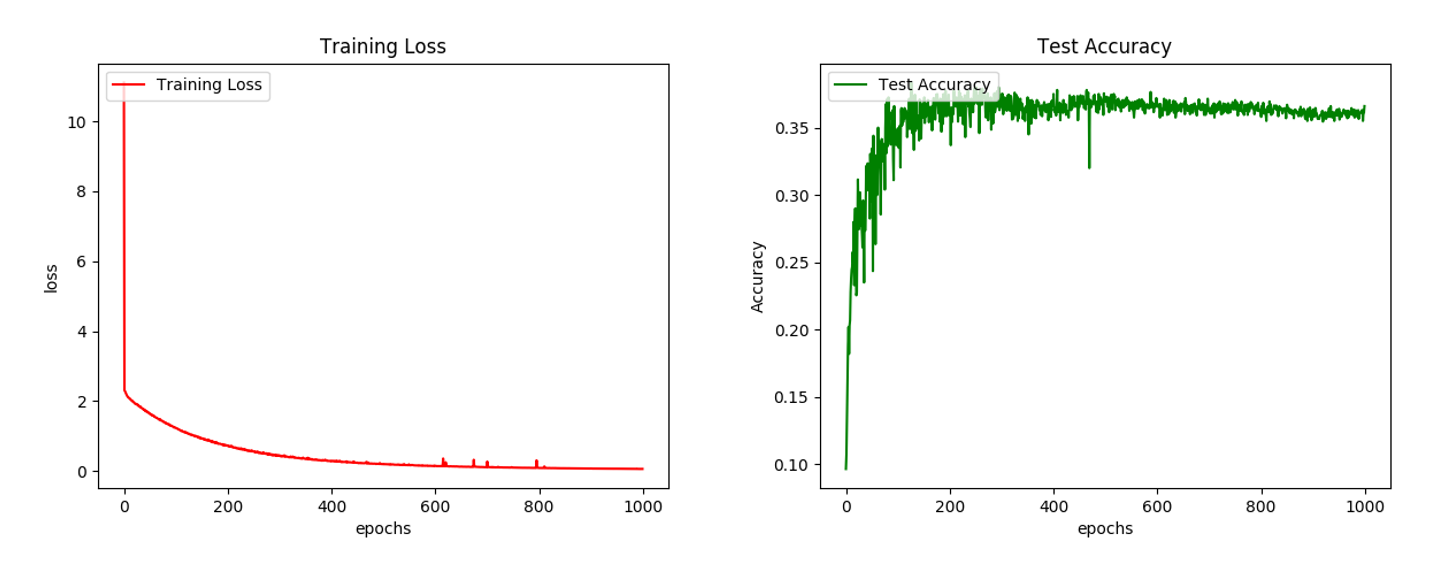 Training Loss
Training Loss
10
8
6
4
2
0
loss
0 200 400 600 800 1000
epochs
Test Accuracy
Test Accuracy
0.35
0.30
0.25
0.20
0.15
0.10
Accuracy
0 200 400 600 800 1000
epochs